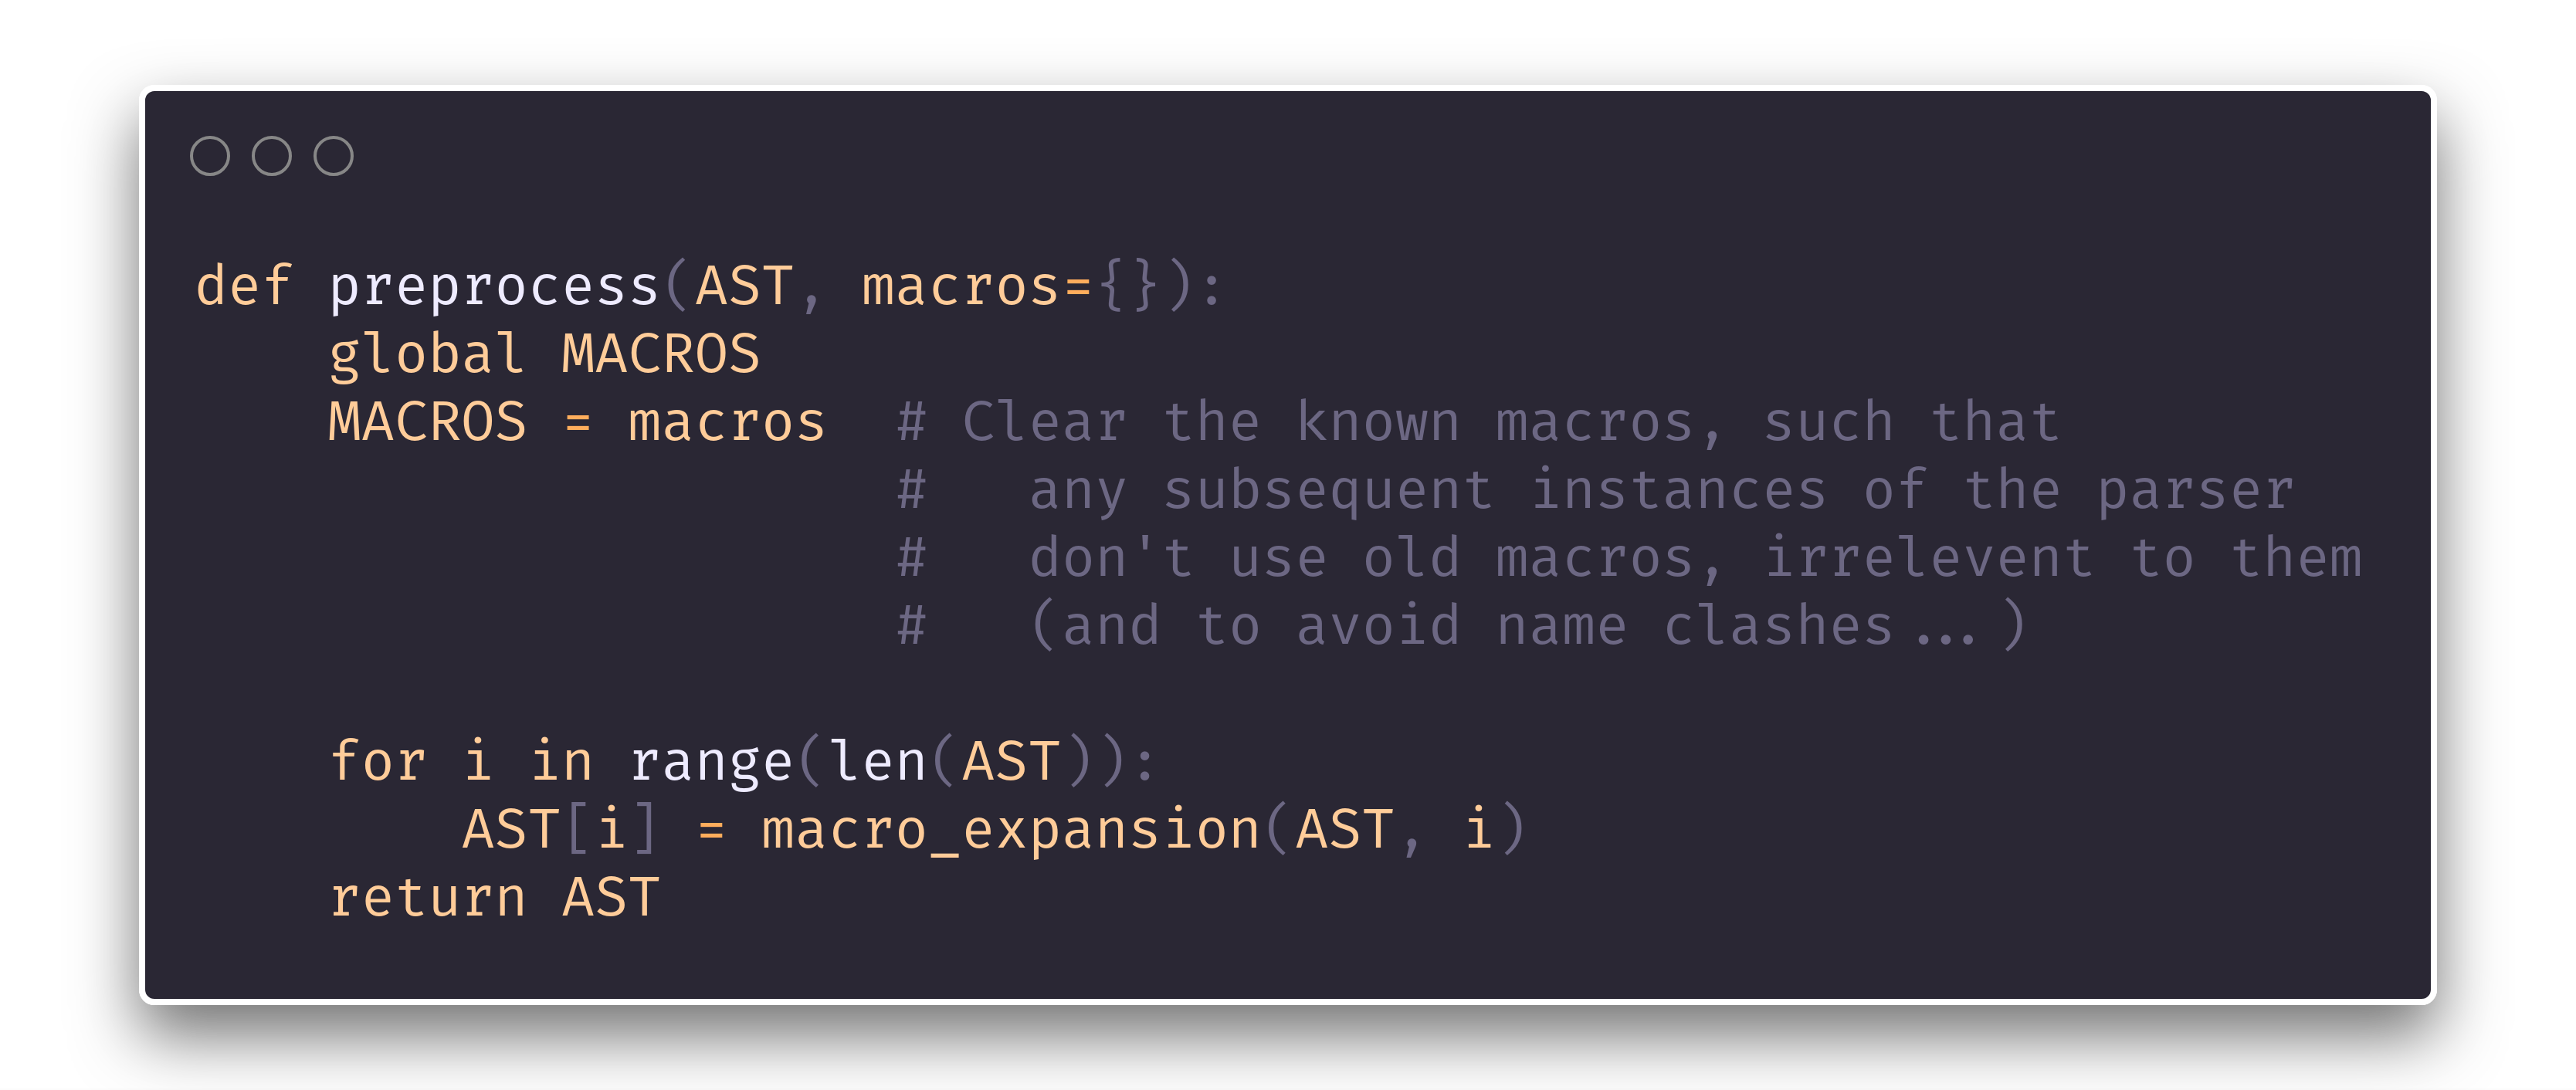 def preprocess(AST, macros={}):
    global MACROS
    MACROS = macros  # Clear the known macros, such that
                     #   any subsequent instances of the parser
                     #   don't use old macros, irrelevent to them
                     #   (and to avoid name clashes...)
    for i in range(len(AST)):
        AST[i] = macro_expansion(AST, i)
    return AST